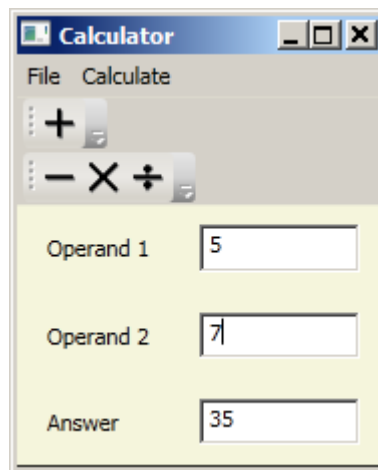 Calculator
File Calculate
+
− × ÷
Operand 1 5
Operand 2 7
Answer 35